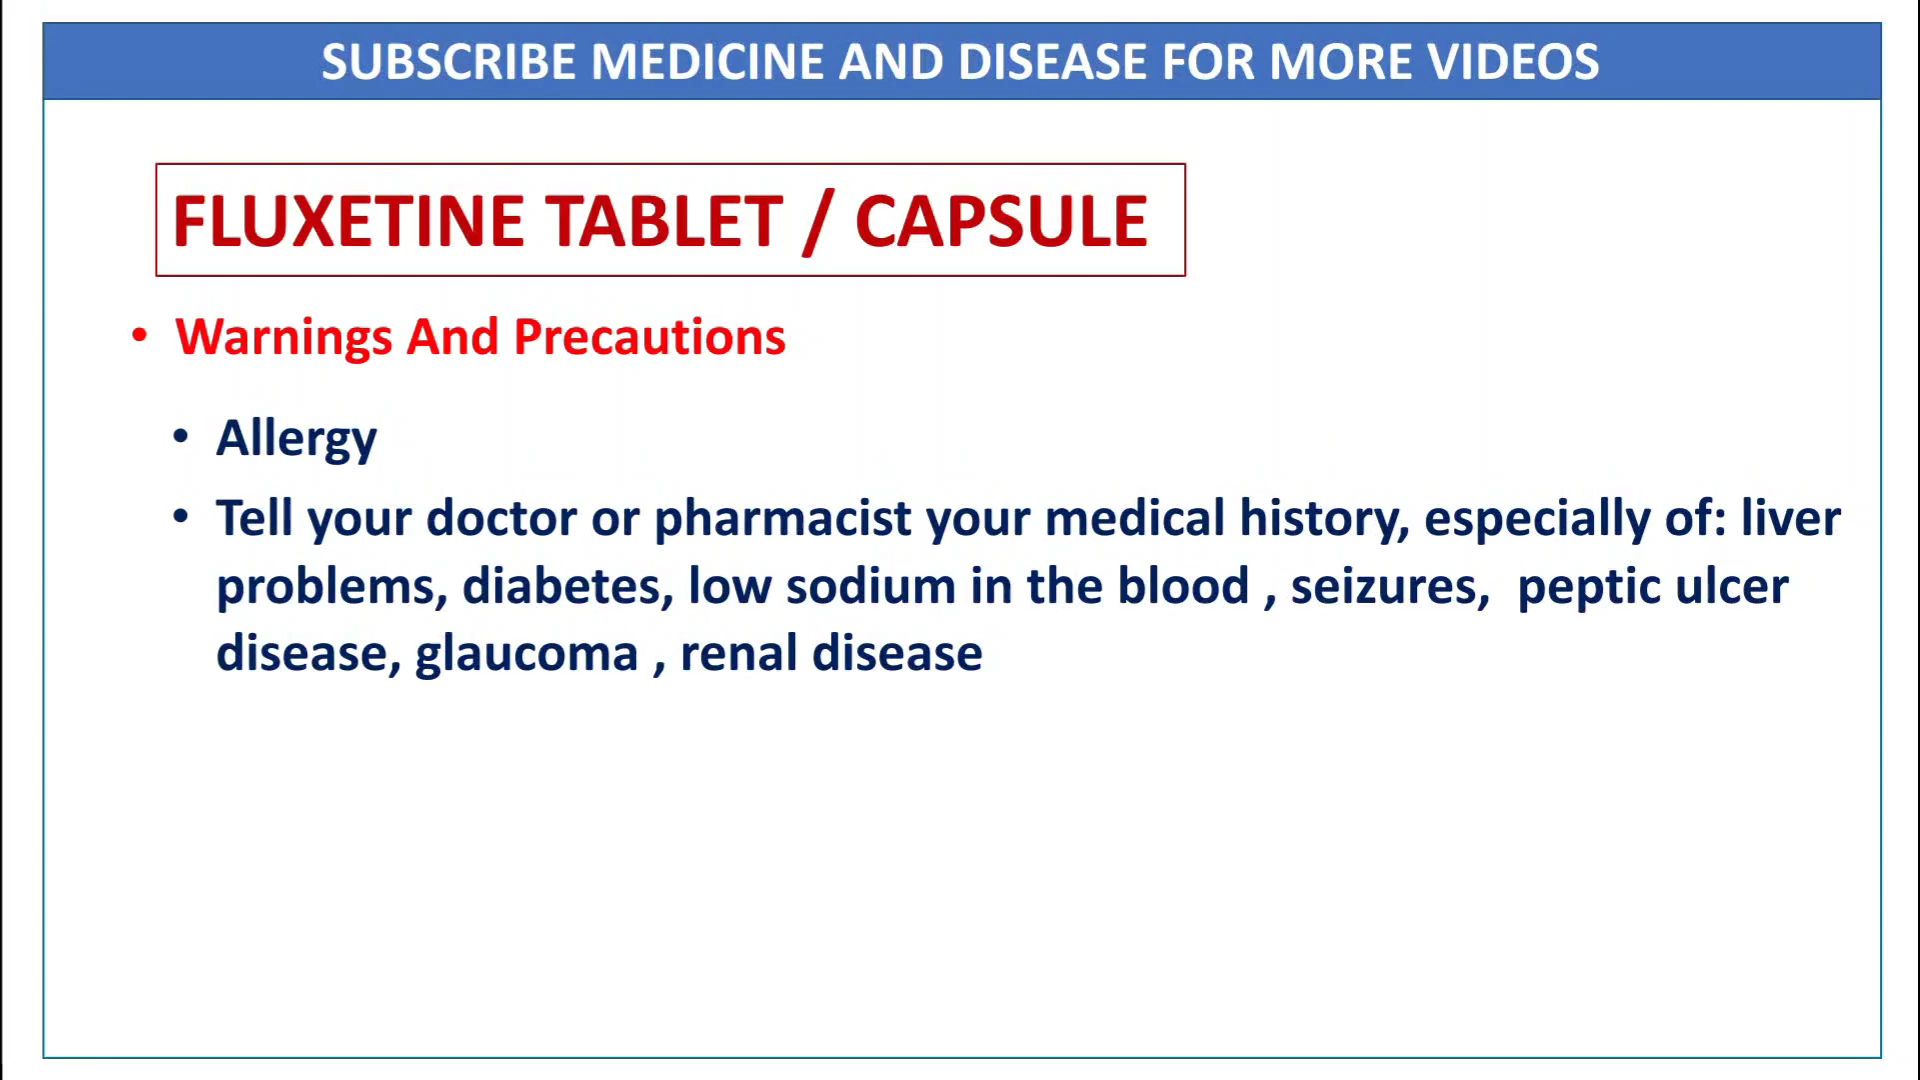 SUBSCRIBE MEDICINE AND DISEASE FOR MORE VIDEOS
FLUXETINE TABLET / CAPSULE
• Warnings And Precautions
• Allergy
• Tell your doctor or pharmacist your medical history, especially of: liver
problems, diabetes, low sodium in the blood , seizures,  peptic ulcer
disease, glaucoma , renal disease